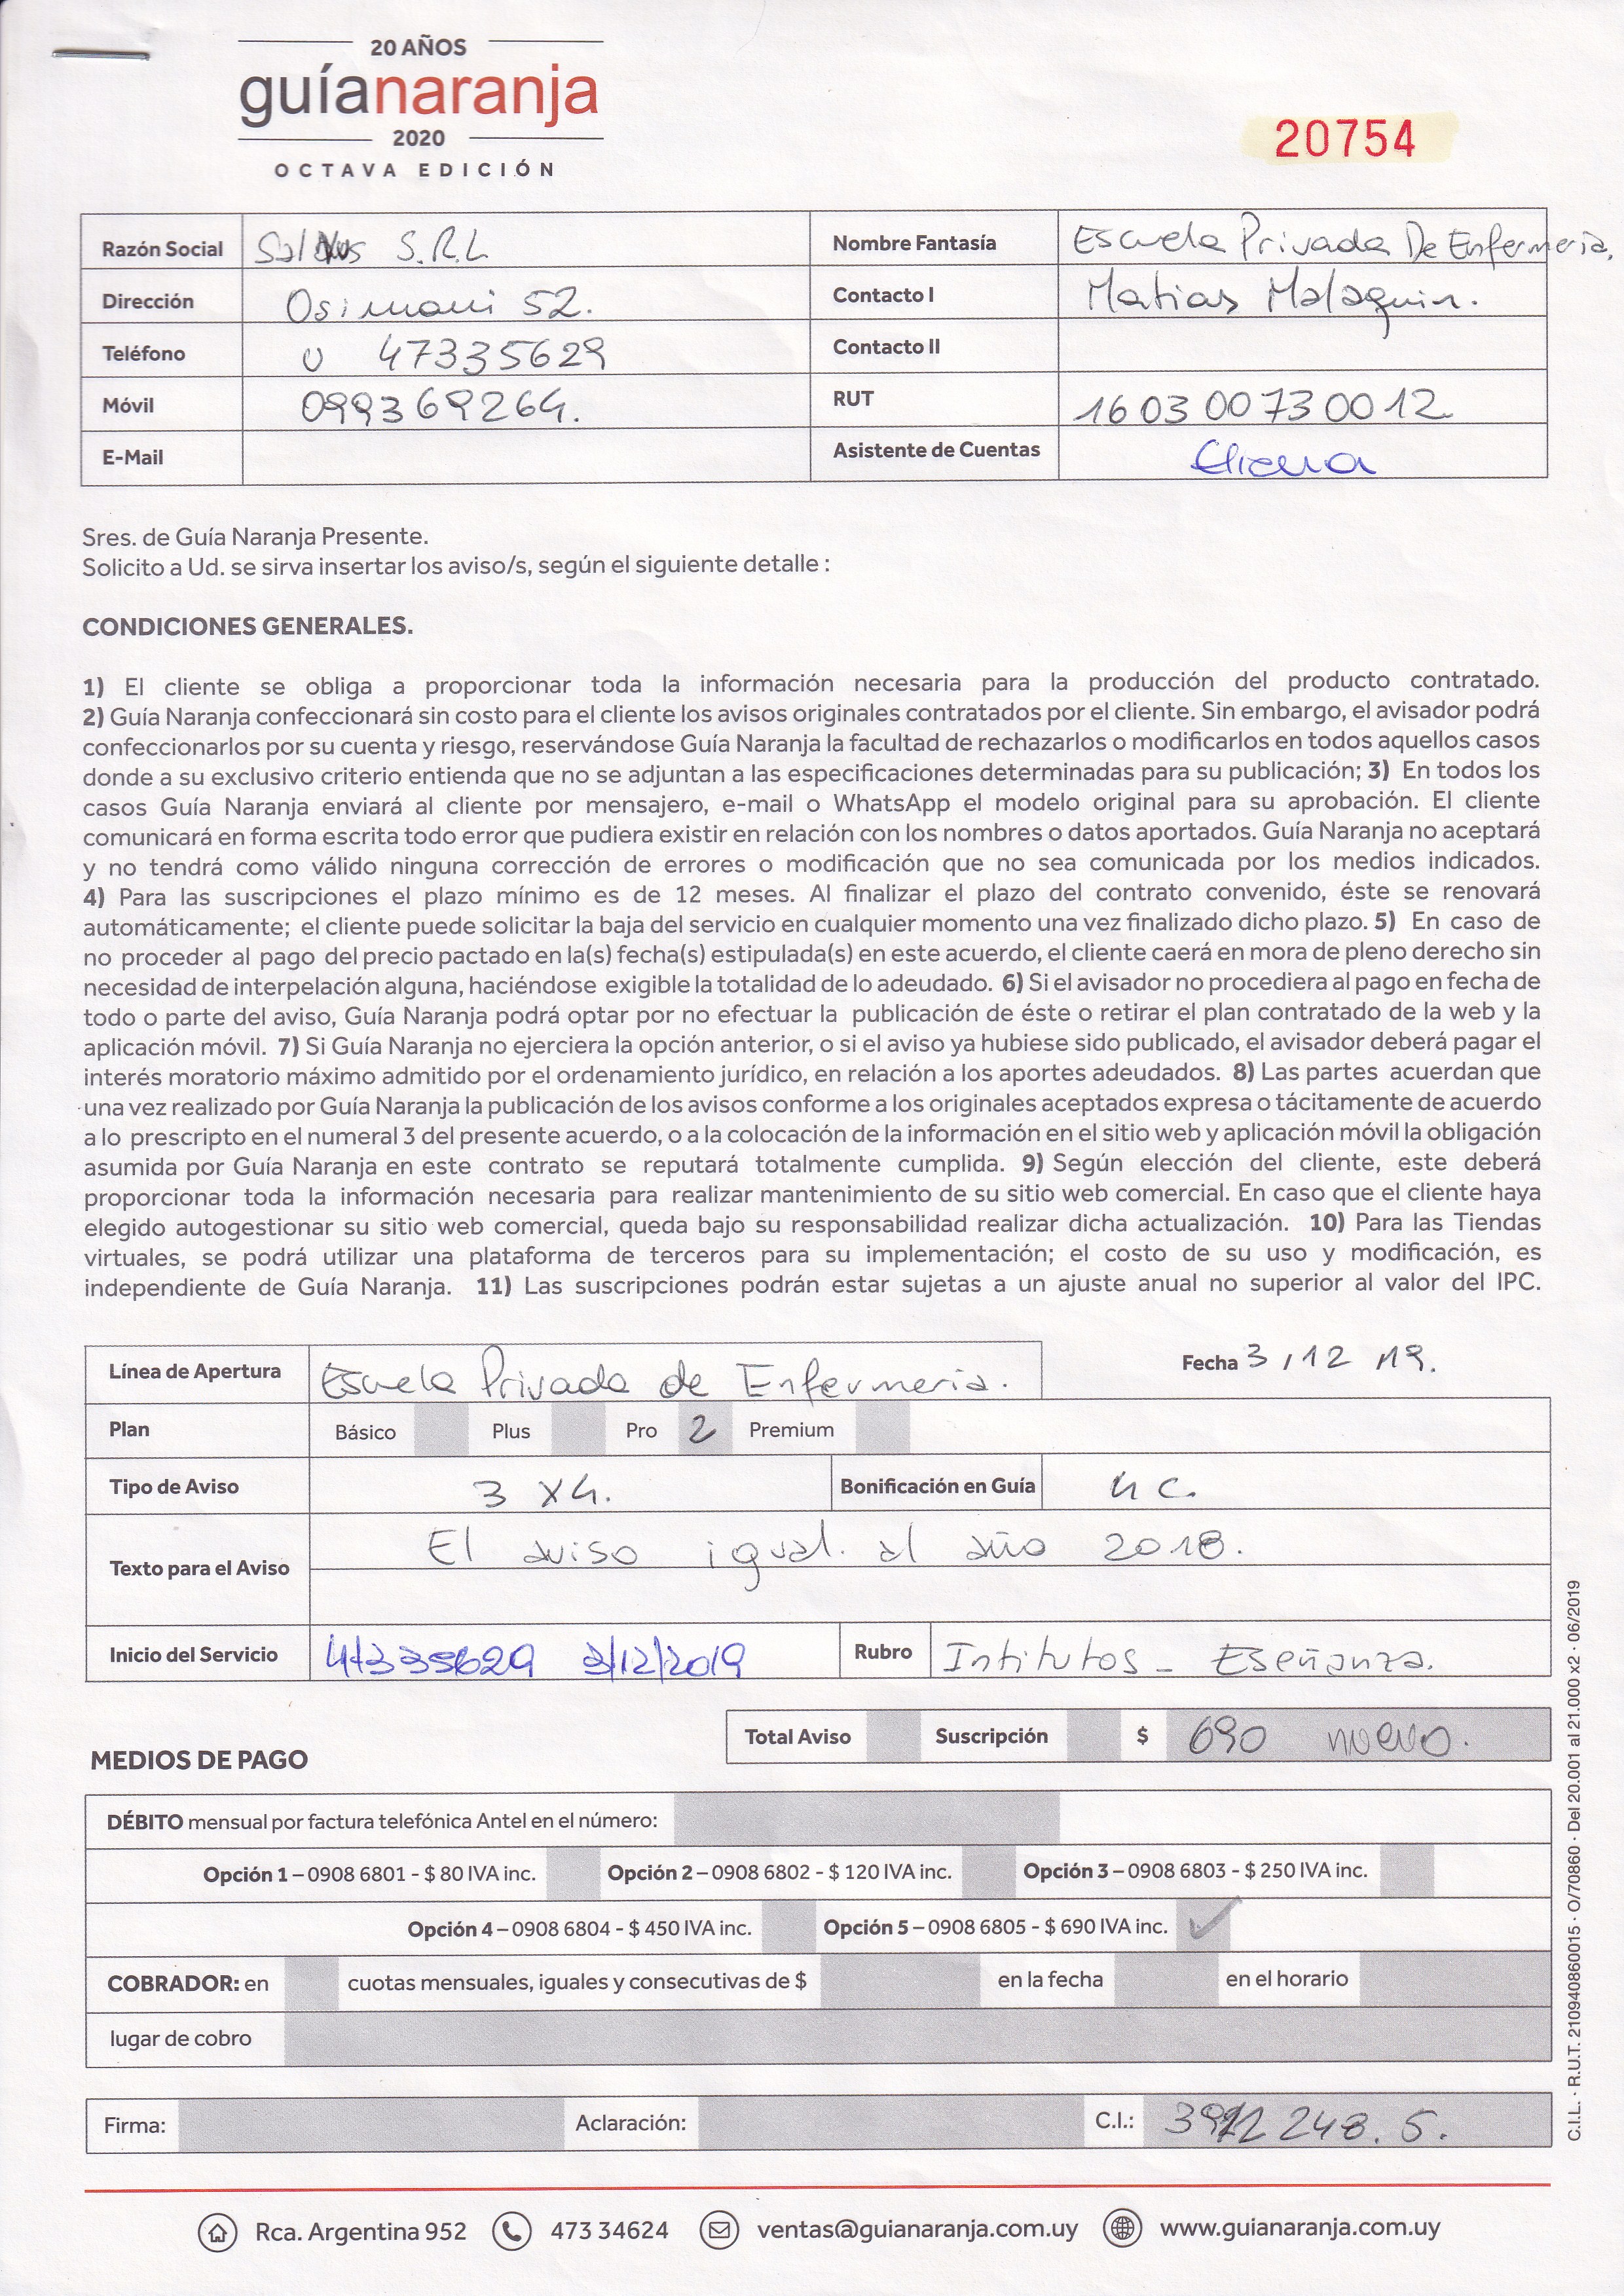 20 AÑOS
guíanaranja
2020
OCTAVA EDICIÓN
20754
Razón Social S.R.L Nombre Fantasía Escuela Privada De Enfermeria.
Dirección Osimani 52. Contacto I Matias Malaquin.
Teléfono 47335629 Contacto II
Móvil 099369264. RUT 160300730012
E-Mail Asistente de Cuentas
Sres. de Guía Naranja Presente.
Solicito a Ud. se sirva insertar los aviso/s, según el siguiente detalle :
CONDICIONES GENERALES.
1) El cliente se obliga a proporcionar toda la información necesaria para la producción del producto contratado.
2) Guía Naranja confeccionará sin costo para el cliente los avisos originales contratados por el cliente. Sin embargo, el avisador podrá
confeccionarlos por su cuenta y riesgo, reservándose Guía Naranja la facultad de rechazarlos o modificarlos en todos aquellos casos
donde a su exclusivo criterio entienda que no se adjuntan a las especificaciones determinadas para su publicación; 3) En todos los
casos Guía Naranja enviará al cliente por mensajero, e-mail o WhatsApp el modelo original para su aprobación. El cliente
comunicará en forma escrita todo error que pudiera existir en relación con los nombres o datos aportados. Guía Naranja no aceptará
y no tendrá como válido ninguna corrección de errores o modificación que no sea comunicada por los medios indicados.
4) Para las suscripciones el plazo mínimo es de 12 meses. Al finalizar el plazo del contrato convenido, éste se renovará
automáticamente; el cliente puede solicitar la baja del servicio en cualquier momento una vez finalizado dicho plazo. 5) En caso de
no proceder al pago del precio pactado en la(s) fecha(s) estipulada(s) en este acuerdo, el cliente caerá en mora de pleno derecho sin
necesidad de interpelación alguna, haciéndose exigible la totalidad de lo adeudado. 6) Si el avisador no procediera al pago en fecha de
todo o parte del aviso, Guía Naranja podrá optar por no efectuar la publicación de éste o retirar el plan contratado de la web y la
aplicación móvil. 7) Si Guía Naranja no ejerciera la opción anterior, o si el aviso ya hubiese sido publicado, el avisador deberá pagar el
interés moratorio máximo admitido por el ordenamiento jurídico, en relación a los aportes adeudados. 8) Las partes acuerdan que
una vez realizado por Guía Naranja la publicación de los avisos conforme a los originales aceptados expresa o tácitamente de acuerdo
a lo prescripto en el numeral 3 del presente acuerdo, o a la colocación de la información en el sitio web y aplicación móvil la obligación
asumida por Guía Naranja en este contrato se reputará totalmente cumplida. 9) Según elección del cliente, este deberá
proporcionar toda la información necesaria para realizar mantenimiento de su sitio web comercial. En caso que el cliente haya
elegido autogestionar su sitio web comercial, queda bajo su responsabilidad realizar dicha actualización. 10) Para las Tiendas
virtuales, se podrá utilizar una plataforma de terceros para su implementación; el costo de su uso y modificación, es
independiente de Guía Naranja. 11) Las suscripciones podrán estar sujetas a un ajuste anual no superior al valor del IPC.
Línea de Apertura Escuela Privada de Enfermeria. Fecha 3/12 19.
Plan Básico Plus Pro 2 Premium
Tipo de Aviso 3 x4. Bonificación en Guía 4 c.
Texto para el Aviso El aviso igual. al año 2018.
Inicio del Servicio 47335629 3/12/2019 Rubro Intitutos - Eseñanza.
Total Aviso Suscripción $ 690 nuevo.
MEDIOS DE PAGO
DÉBITO mensual por factura telefónica Antel en el número:
Opción 1 – 0908 6801 - $ 80 IVA inc. Opción 2 – 0908 6802 - $ 120 IVA inc. Opción 3 – 0908 6803 - $ 250 IVA inc.
Opción 4 – 0908 6804 - $ 450 IVA inc. Opción 5 – 0908 6805 - $ 690 IVA inc. ✓
COBRADOR: en cuotas mensuales, iguales y consecutivas de $ en la fecha en el horario
lugar de cobro
Firma: Aclaración: C.I.: 248. 5.
C.I.L. · R.U.T. 210940860015 · O/70860 · Del 20.001 al 21.000 x2 · 06/2019
Rca. Argentina 952 473 34624 ventas@guianaranja.com.uy www.guianaranja.com.uy